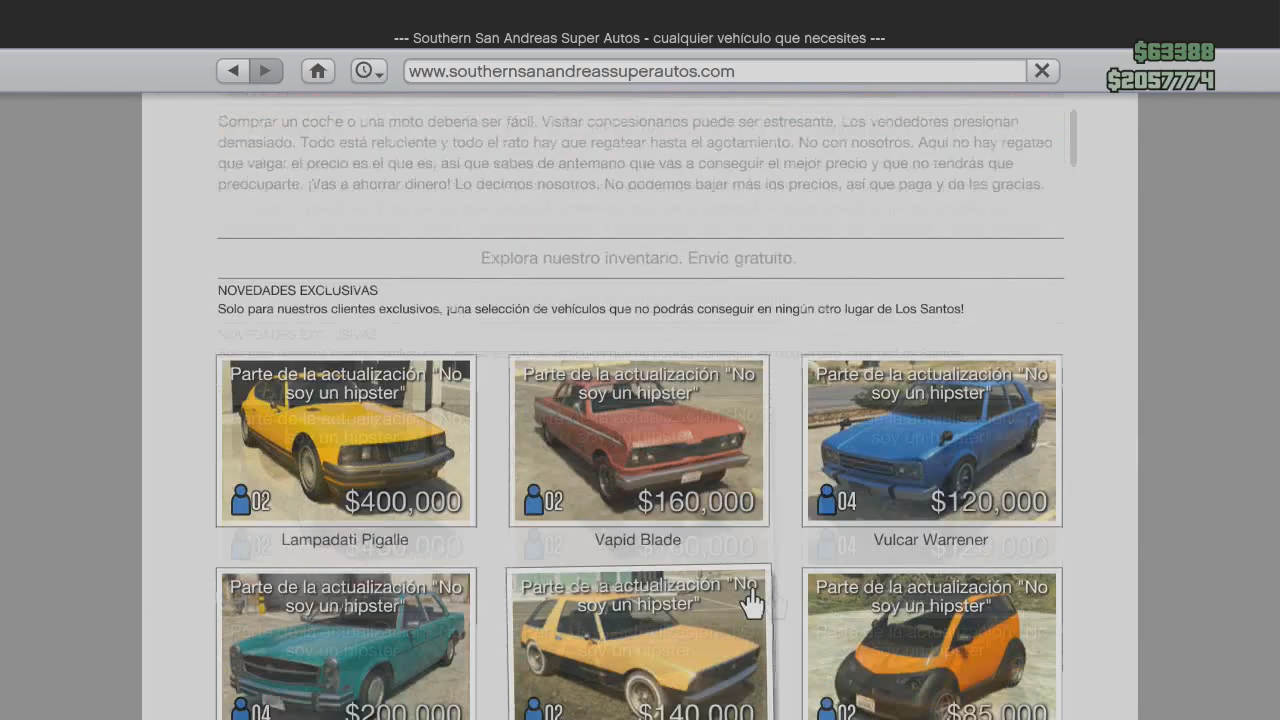 --- Southern San Andreas Super Autos - cualquier vehículo que necesites ---
$63388
www.southernsanandreassuperautos.com
$2057774
Comprar un coche o una moto debería ser fácil. Visitar concesionarios puede ser estresante. Los vendedores presionan
demasiado. Todo está reluciente y todo el rato hay que regatear hasta el agotamiento. No con nosotros. Aquí no hay regateo
que valga: el precio es el que es, así que sabes de antemano que vas a conseguir el mejor precio y que no tendrás que
preocuparte. ¡Vas a ahorrar dinero! Lo decimos nosotros. No podemos bajar más los precios, así que paga y da las gracias.
Explora nuestro inventario. Envío gratuito.
NOVEDADES EXCLUSIVAS
Solo para nuestros clientes exclusivos, ¡una selección de vehículos que no podrás conseguir en ningún otro lugar de Los Santos!
Parte de la actualización "No
soy un hipster"
02
$400,000
Lampadati Pigalle
Parte de la actualización "No
soy un hipster"
02
$160,000
Vapid Blade
Parte de la actualización "No
soy un hipster"
04
$120,000
Vulcar Warrener
Parte de la actualización "No
soy un hipster"
04
$200,000
Parte de la actualización "No
soy un hipster"
02
$140,000
Parte de la actualización "No
soy un hipster"
02
$85,000